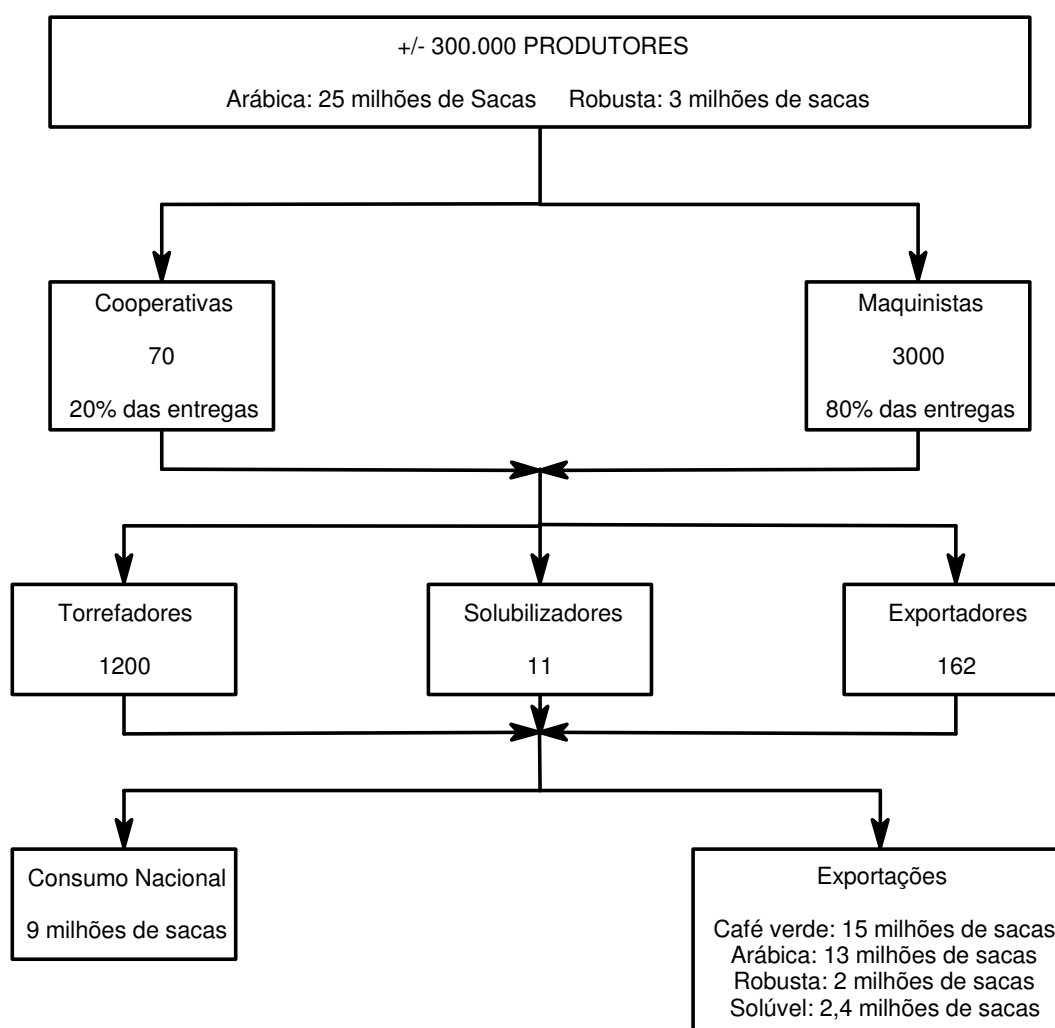 +/- 300.000 PRODUTORES
Arábica: 25 milhões de Sacas Robusta: 3 milhões de sacas
Cooperativas
70
20% das entregas
Maquinistas
3000
80% das entregas
Torrefadores
1200
Solubilizadores
11
Exportadores
162
Consumo Nacional
9 milhões de sacas
Exportações
Café verde: 15 milhões de sacas
Arábica: 13 milhões de sacas
Robusta: 2 milhões de sacas
Solúvel: 2,4 milhões de sacas